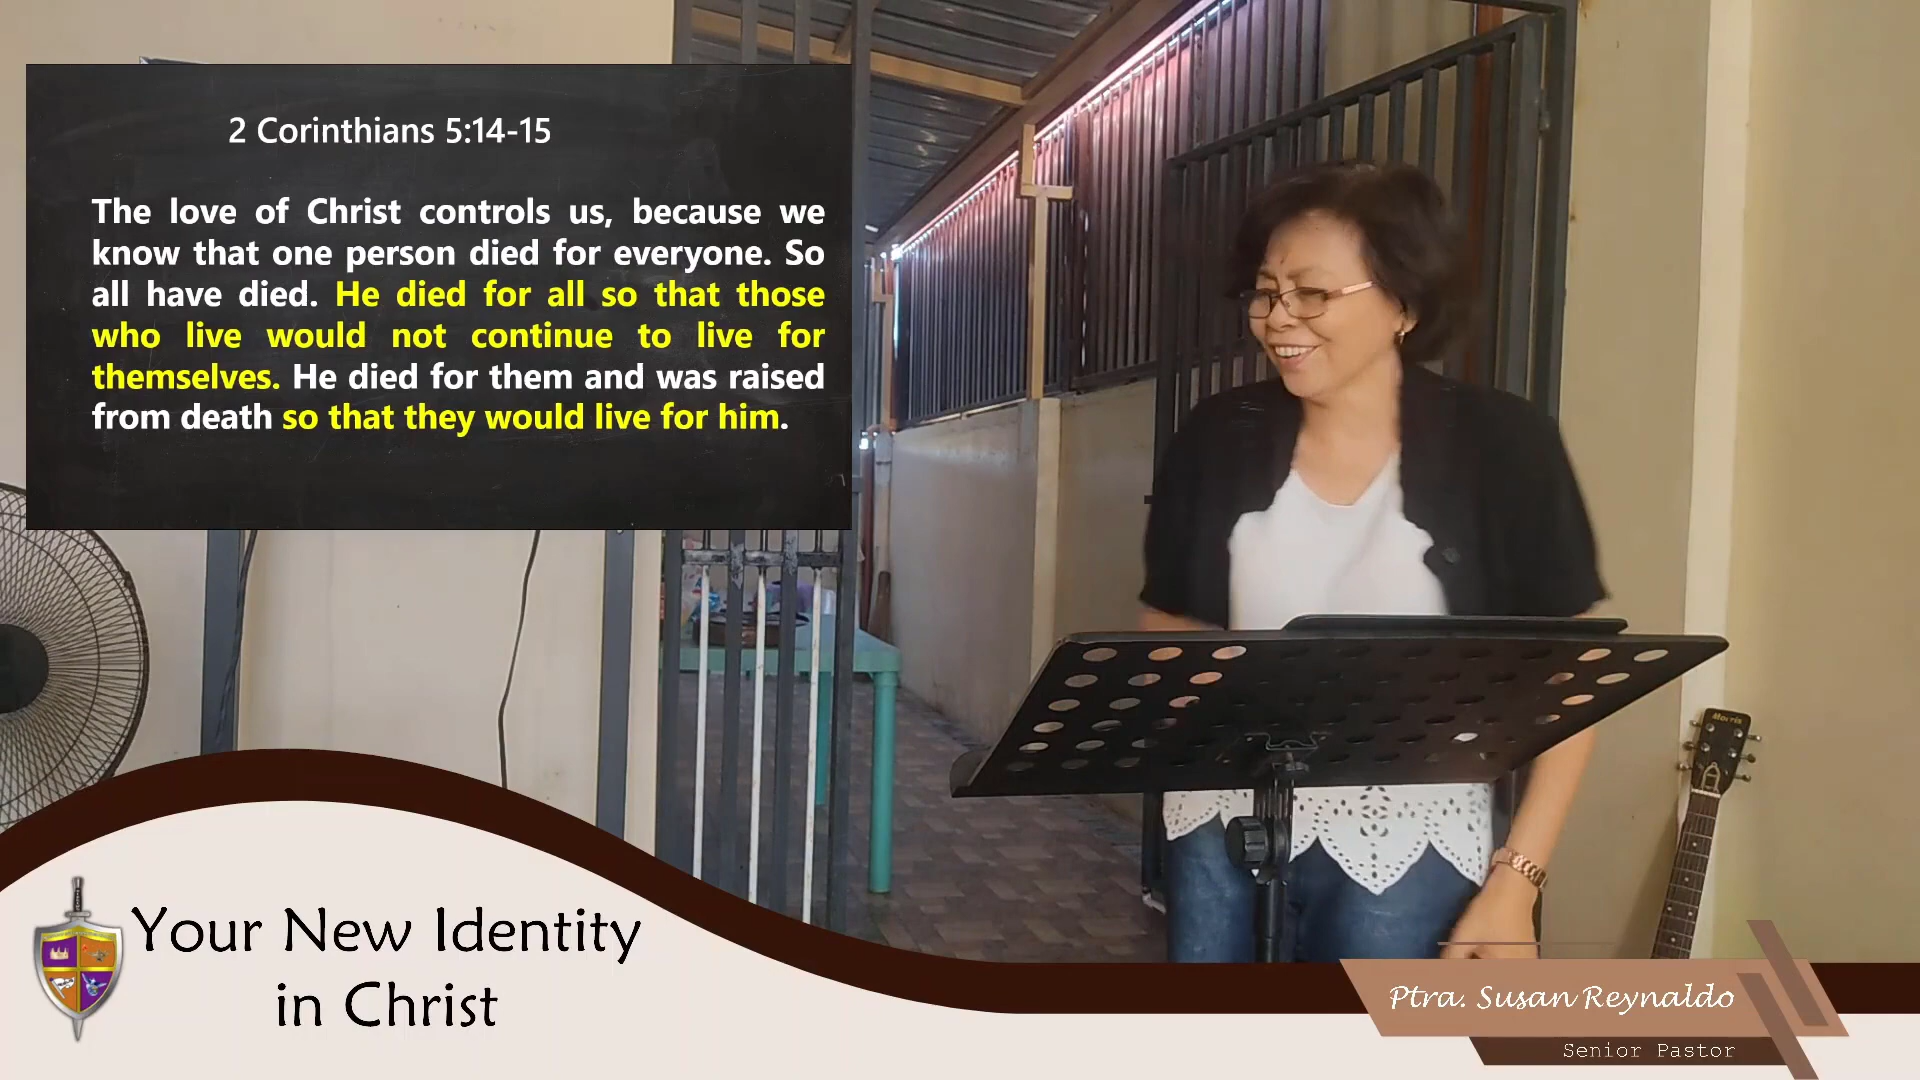 2 Corinthians 5:14-15
The love of Christ controls us, because we
know that one person died for everyone. So
all have died. He died for all so that those
who live would not continue to live for
themselves. He died for them and was raised
from death so that they would live for him.
Your New Identity
in Christ
Morris
Ptra. Susan Reynaldo
Senior Pastor